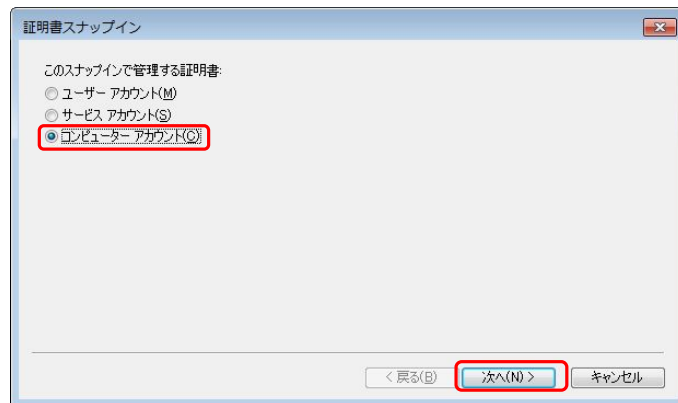 証明書スナップイン
このスナップインで管理する証明書:
ユーザー アカウント(M)
サービス アカウント(S)
コンピューター アカウント(C)
< 戻る(B) 次へ(N) > キャンセル